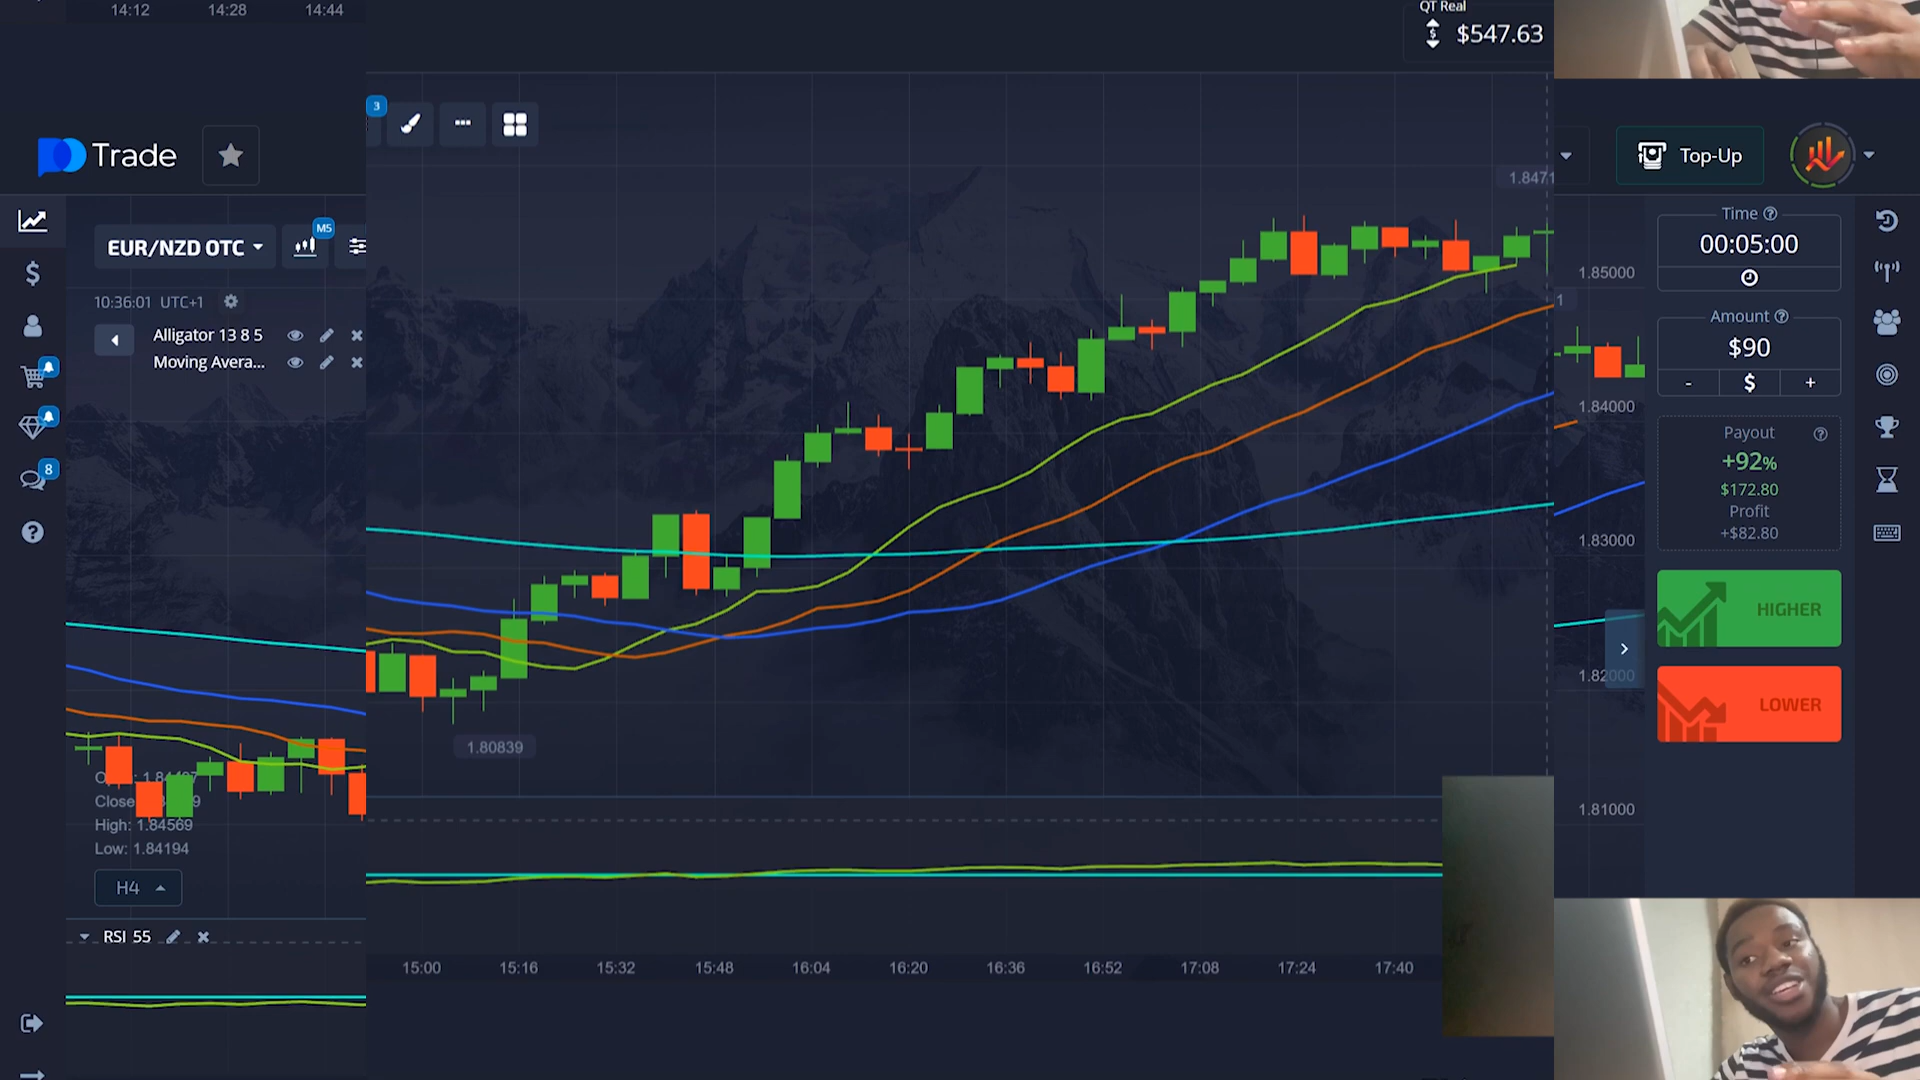 14:12 14:28 14:44
QT Real
$547.63
3
Trade
Top-Up
M5
EUR/NZD OTC
10:36:01 UTC+1
Alligator 13 8 5
Moving Avera...
Close
High: 1.84569
Low: 1.84194
H4
RSI 55
8
1.8471
1.80839
15:00 15:16 15:32 15:48 16:04 16:20 16:36 16:52 17:08 17:24 17:40
1
1.85000
1.84000
1.83000
1.82000
1.81000
Time
00:05:00
Amount
$90
- $ +
Payout
+92%
$172.80
Profit
+$82.80
HIGHER
LOWER